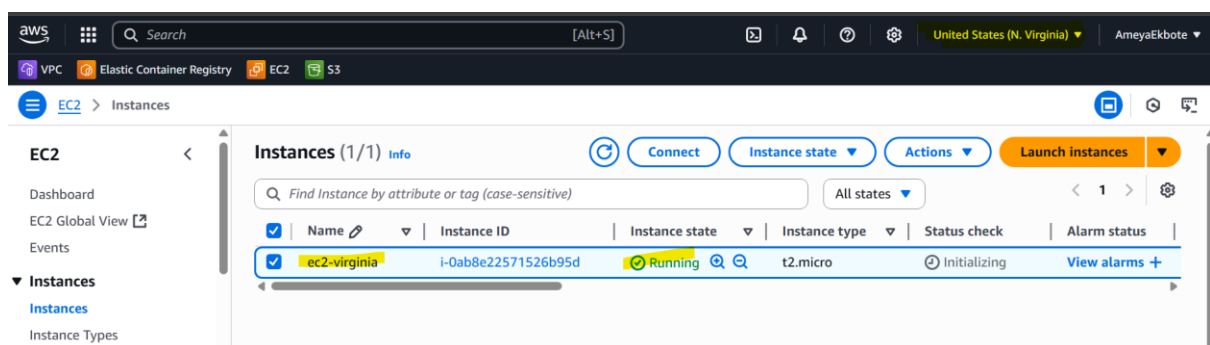 aws Search [Alt+S] United States (N. Virginia) ▼ AmeyaEkbote ▼
VPC Elastic Container Registry EC2 S3
EC2 > Instances
EC2 <
Dashboard
EC2 Global View
Events
▼ Instances
Instances
Instance Types
Instances (1/1) Info Connect Instance state ▼ Actions ▼ Launch instances ▼
Find Instance by attribute or tag (case-sensitive) All states ▼ < 1 >
Name Instance ID Instance state Instance type Status check Alarm status
ec2-virginia i-0ab8e22571526b95d Running t2.micro Initializing View alarms +